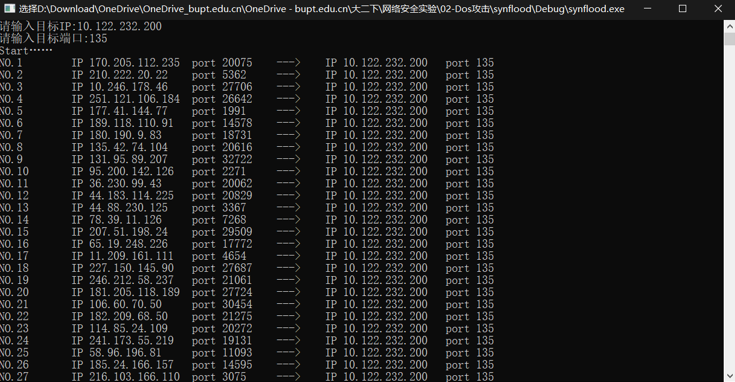 选择D:\Download\OneDrive\OneDrive_bupt.edu.cn\OneDrive - bupt.edu.cn\大二下\网络安全实验\02-Dos攻击\synflood\Debug\synflood.exe
请输入目标IP:10.122.232.200
请输入目标端口:135
Start……
NO.1 IP 170.205.112.235 port 20075 ---> IP 10.122.232.200 port 135
NO.2 IP 210.222.20.22 port 5362 ---> IP 10.122.232.200 port 135
NO.3 IP 10.246.178.46 port 27706 ---> IP 10.122.232.200 port 135
NO.4 IP 251.121.106.184 port 26642 ---> IP 10.122.232.200 port 135
NO.5 IP 177.41.144.77 port 1991 ---> IP 10.122.232.200 port 135
NO.6 IP 189.118.110.91 port 14578 ---> IP 10.122.232.200 port 135
NO.7 IP 180.190.9.83 port 18731 ---> IP 10.122.232.200 port 135
NO.8 IP 135.42.74.104 port 20616 ---> IP 10.122.232.200 port 135
NO.9 IP 131.95.89.207 port 32722 ---> IP 10.122.232.200 port 135
NO.10 IP 95.200.142.126 port 2271 ---> IP 10.122.232.200 port 135
NO.11 IP 36.230.99.43 port 20062 ---> IP 10.122.232.200 port 135
NO.12 IP 44.183.114.225 port 20829 ---> IP 10.122.232.200 port 135
NO.13 IP 44.88.230.125 port 3367 ---> IP 10.122.232.200 port 135
NO.14 IP 78.39.11.126 port 7268 ---> IP 10.122.232.200 port 135
NO.15 IP 207.51.198.24 port 29509 ---> IP 10.122.232.200 port 135
NO.16 IP 65.19.248.226 port 17772 ---> IP 10.122.232.200 port 135
NO.17 IP 11.209.161.111 port 4654 ---> IP 10.122.232.200 port 135
NO.18 IP 227.150.145.90 port 27687 ---> IP 10.122.232.200 port 135
NO.19 IP 246.212.58.237 port 21061 ---> IP 10.122.232.200 port 135
NO.20 IP 181.205.118.189 port 27724 ---> IP 10.122.232.200 port 135
NO.21 IP 106.60.70.50 port 30454 ---> IP 10.122.232.200 port 135
NO.22 IP 182.209.68.50 port 21275 ---> IP 10.122.232.200 port 135
NO.23 IP 114.85.24.109 port 20272 ---> IP 10.122.232.200 port 135
NO.24 IP 241.173.55.219 port 19131 ---> IP 10.122.232.200 port 135
NO.25 IP 58.96.196.81 port 11093 ---> IP 10.122.232.200 port 135
NO.26 IP 185.24.166.157 port 14595 ---> IP 10.122.232.200 port 135
NO.27 IP 216.103.166.110 port 3075 ---> IP 10.122.232.200 port 135